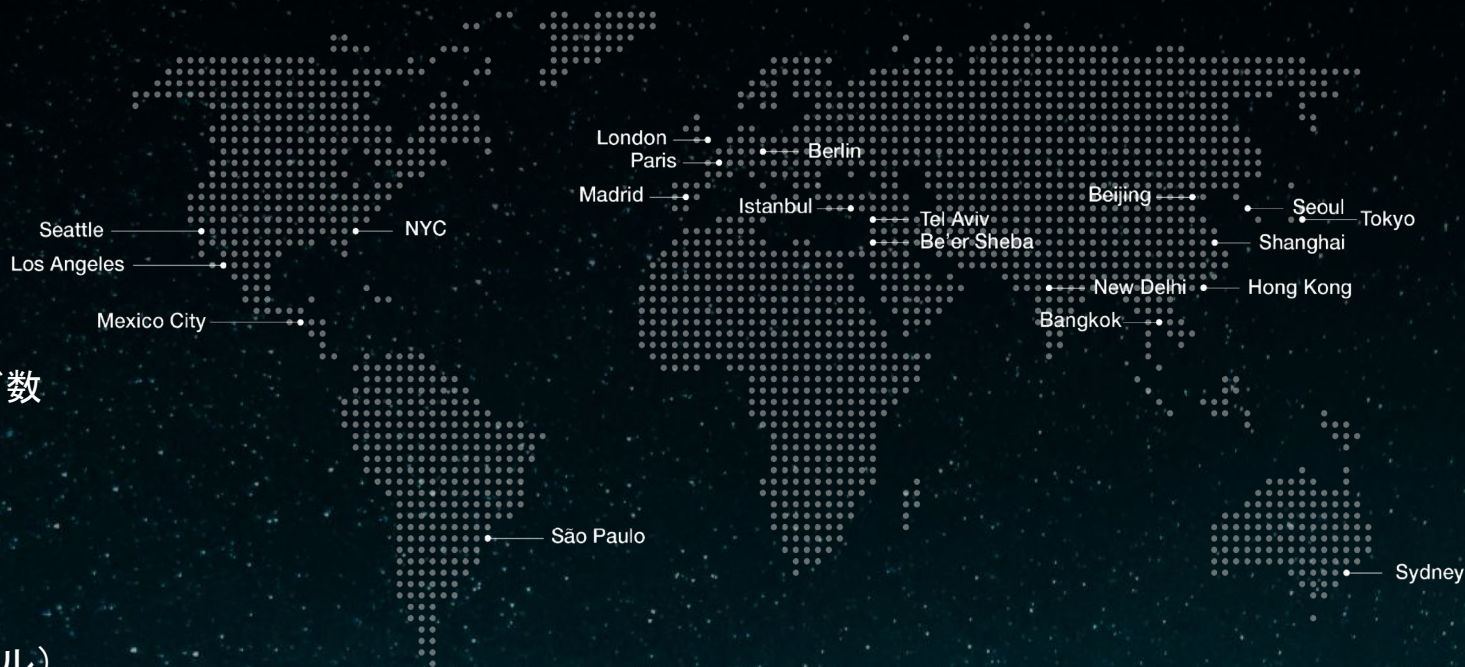 London
Berlin
Paris
Madrid
Beijing
Istanbul
Seoul
Tel Aviv
Tokyo
Seattle
NYC
Be'er Sheba
Shanghai
Los Angeles
New Delhi
Hong Kong
Mexico City
Bangkok
数
São Paulo
Sydney
ル）